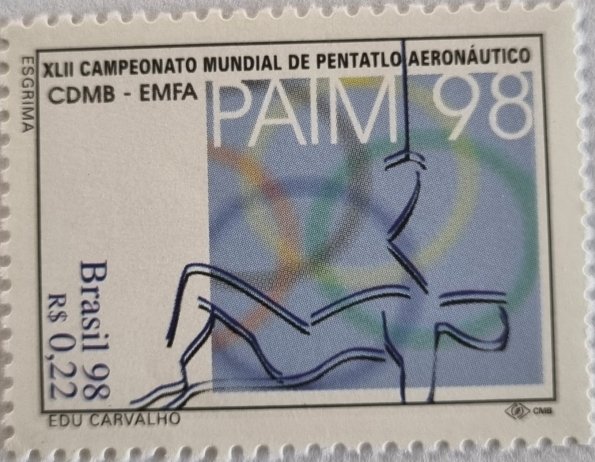 XLII CAMPEONATO MUNDIAL DE PENTATLO AERONÁUTICO
CDMB - EMFA
PAIM 98
ESGRIMA
Brasil 98
R$ 0,22
EDU CARVALHO
CMB